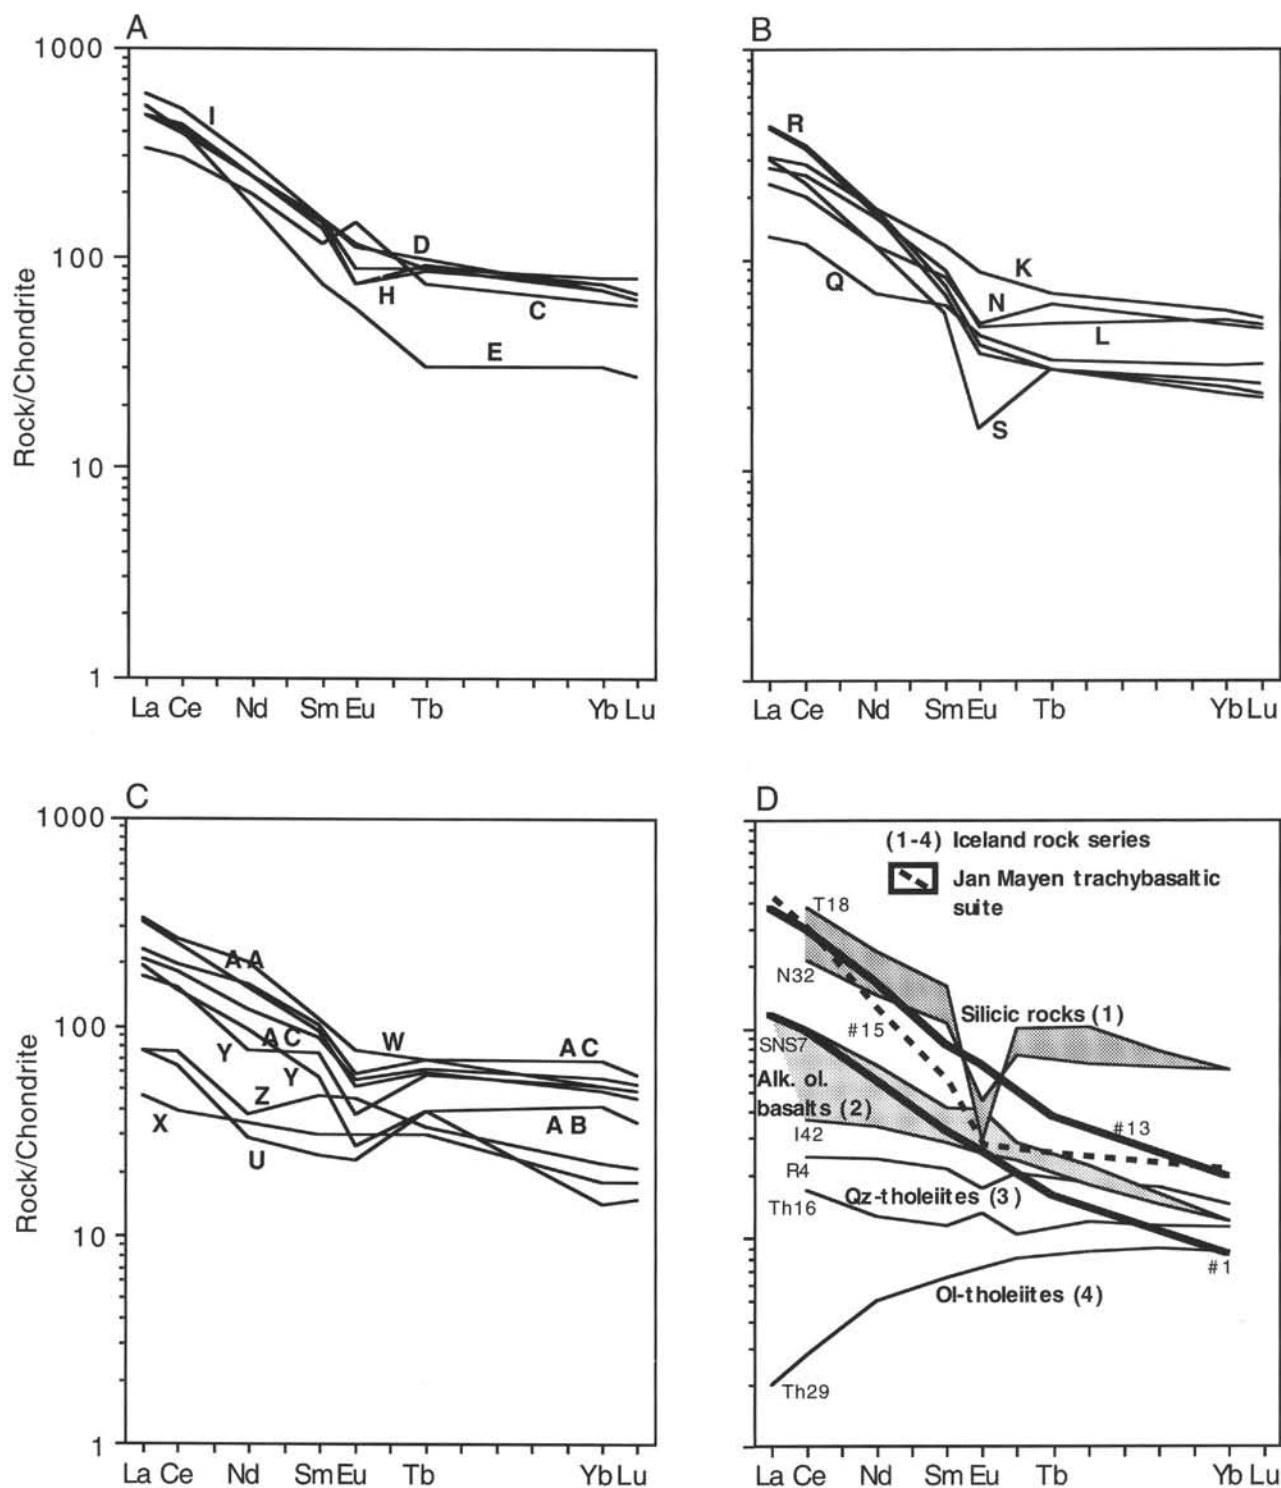 A
1000
100
10
1
Rock/Chondrite
I
D
H
C
E
La Ce Nd Sm Eu Tb Yb Lu
B
R
K
N
Q
L
S
La Ce Nd Sm Eu Tb Yb Lu
C
1000
100
10
1
Rock/Chondrite
AA
W
AC
AC
Y
Y
Z
AB
X
U
La Ce Nd Sm Eu Tb Yb Lu
D
(1-4) Iceland rock series
Jan Mayen trachybasaltic
suite
T18
N32
Silicic rocks (1)
#15
SNS7
Alk. ol.
basalts (2)
#13
I42
R4
Qz-tholeiites (3)
Th16
#1
Ol-tholeiites (4)
Th29
La Ce Nd Sm Eu Tb Yb Lu